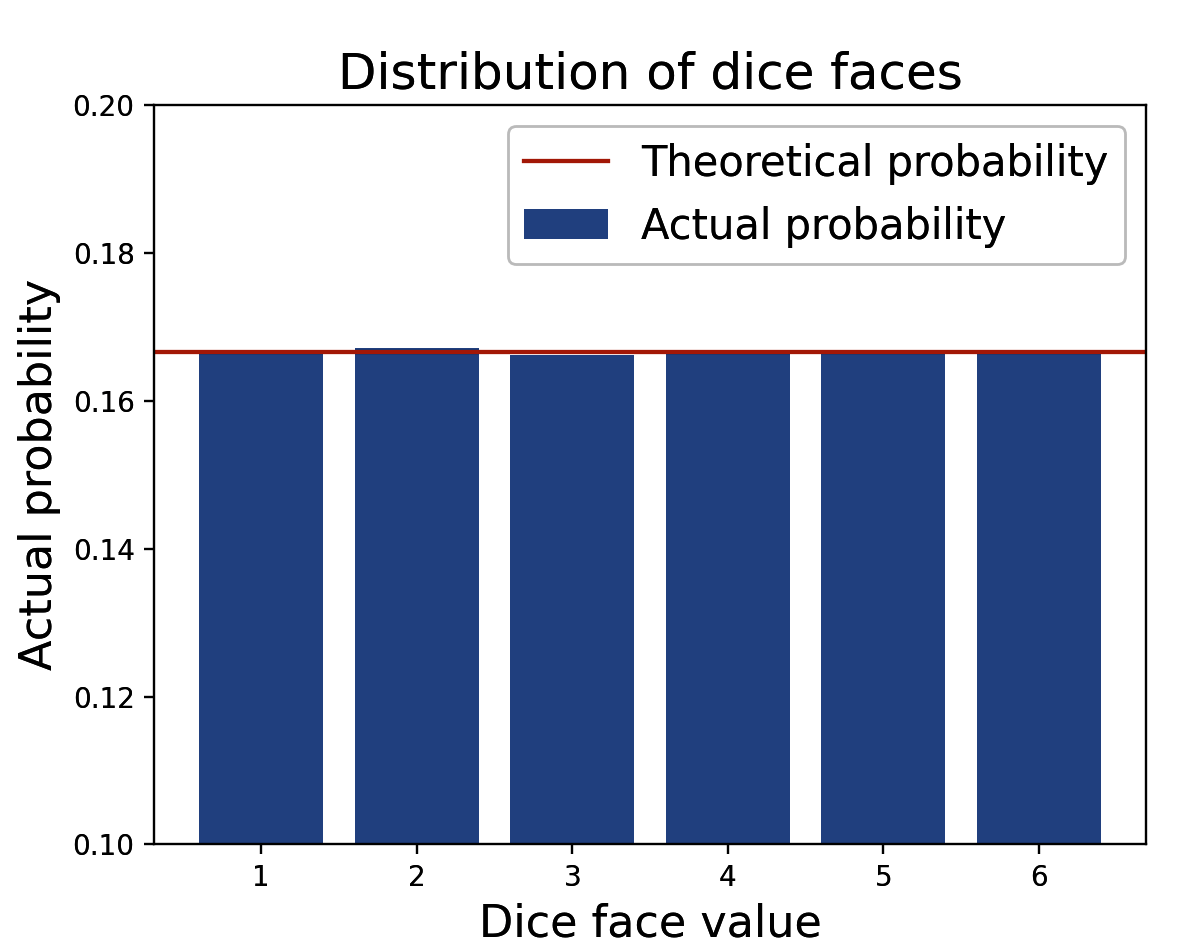 Distribution of dice faces
Theoretical probability
Actual probability
Actual probability
0.20
0.18
0.16
0.14
0.12
0.10
1 2 3 4 5 6
Dice face value